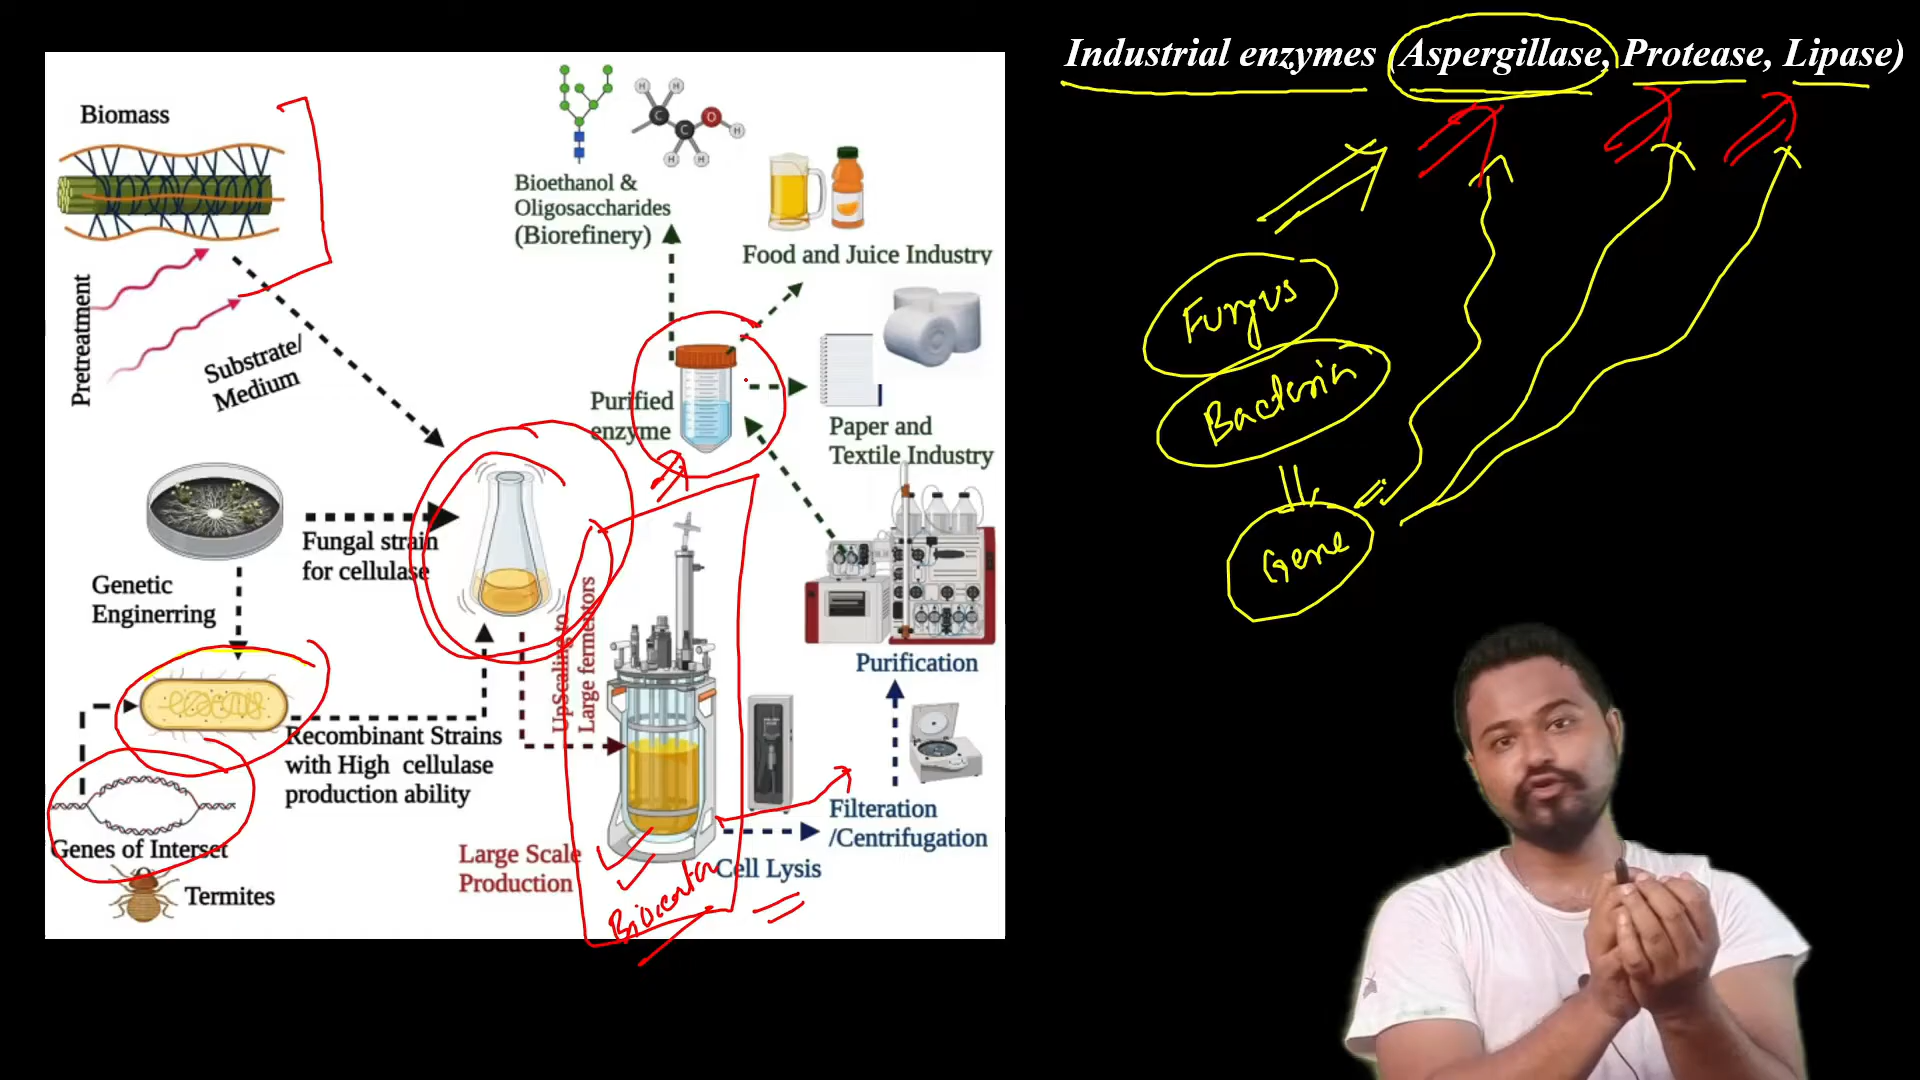 Industrial enzymes (Aspergillase, Protease, Lipase)
Biomass
Pretreatment
Substrate/
Medium
Bioethanol &
Oligosaccharides
(Biorefinery)
Food and Juice Industry
Purified
enzyme
Paper and
Textile Industry
Fungal strain
for cellulase
Genetic
Enginerring
UpScaling to
Large fermentors
Purification
Recombinant Strains
with High cellulase
production ability
Filteration
/Centrifugation
Genes of Interset
Termites
Large Scale
Production
Cell Lysis
Fungus
Bacteria
Gene
H H
C C O H
H H